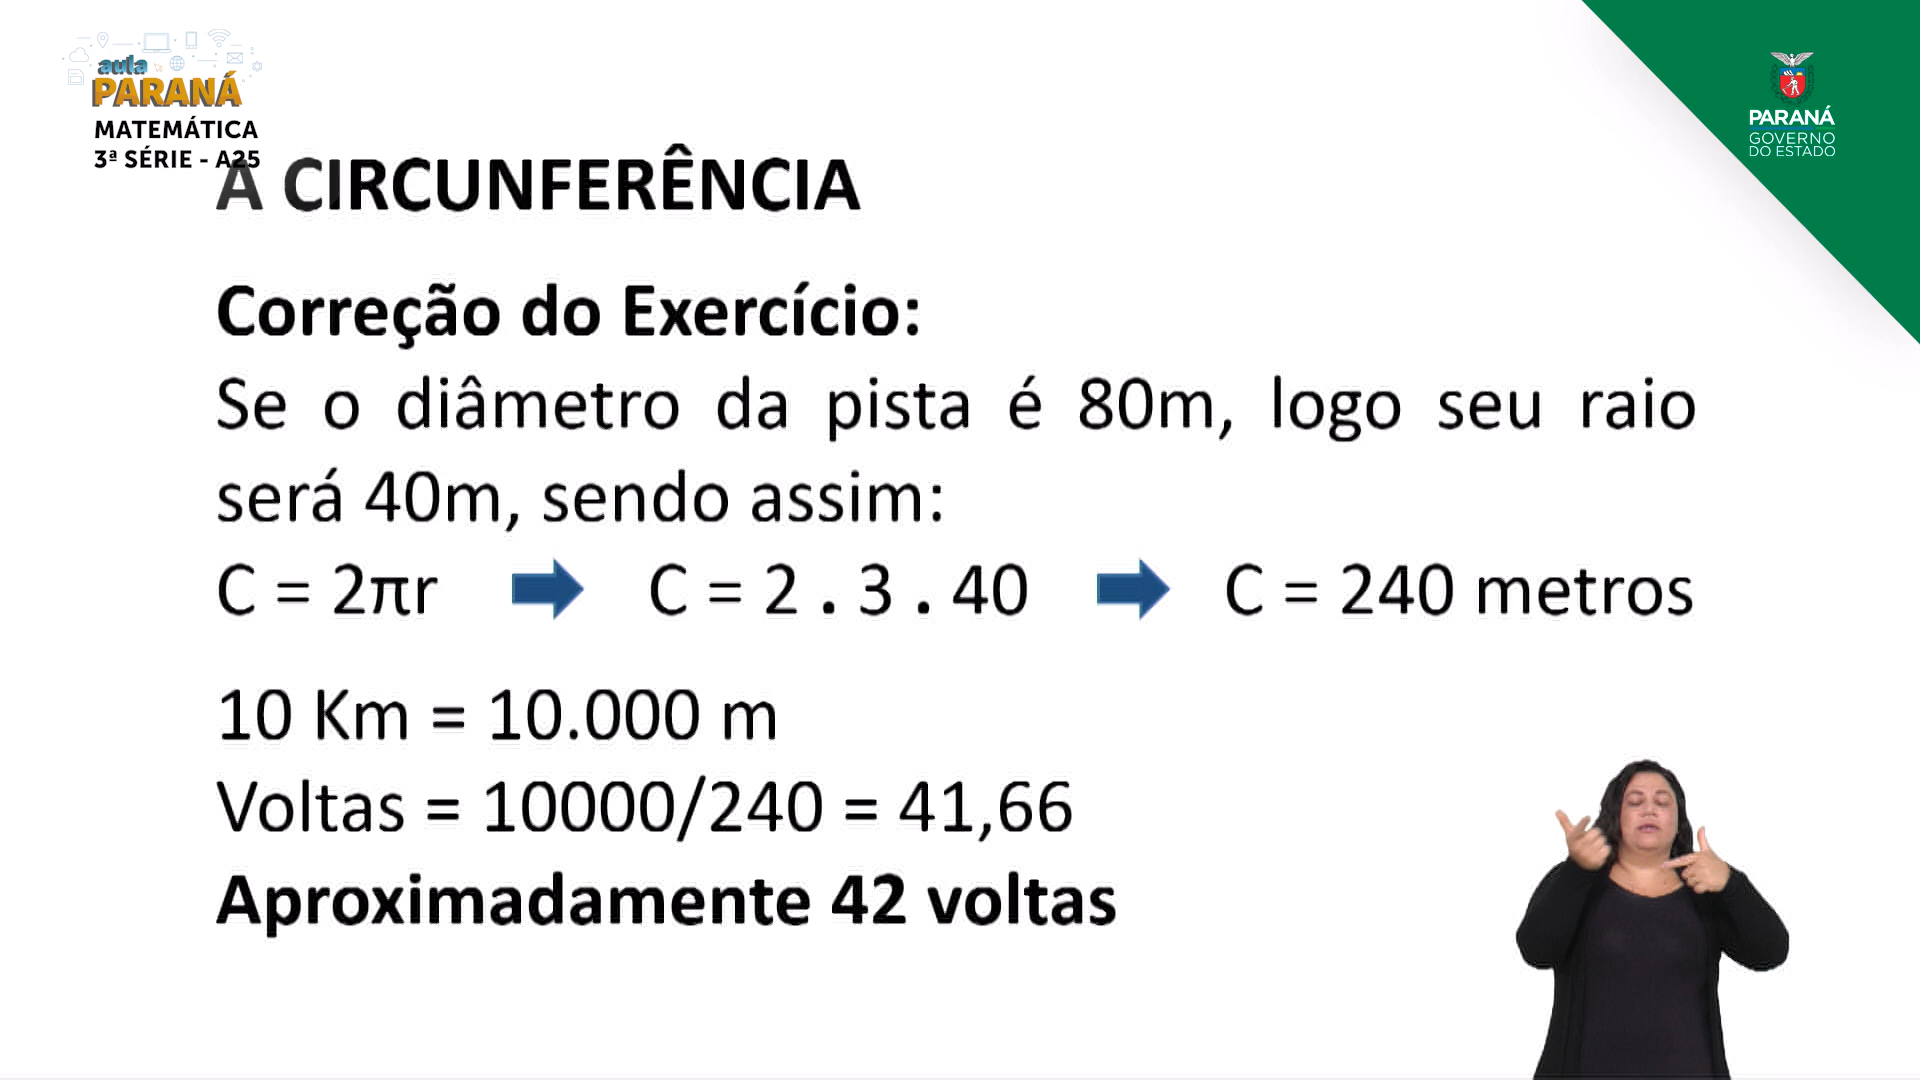 aula
PARANÁ
MATEMÁTICA
3ª SÉRIE - A25
PARANÁ
GOVERNO
DO ESTADO
A CIRCUNFERÊNCIA
Correção do Exercício:
Se o diâmetro da pista é 80m, logo seu raio
será 40m, sendo assim:
C = 2πr C = 2 . 3 . 40 C = 240 metros
10 Km = 10.000 m
Voltas = 10000/240 = 41,66
Aproximadamente 42 voltas